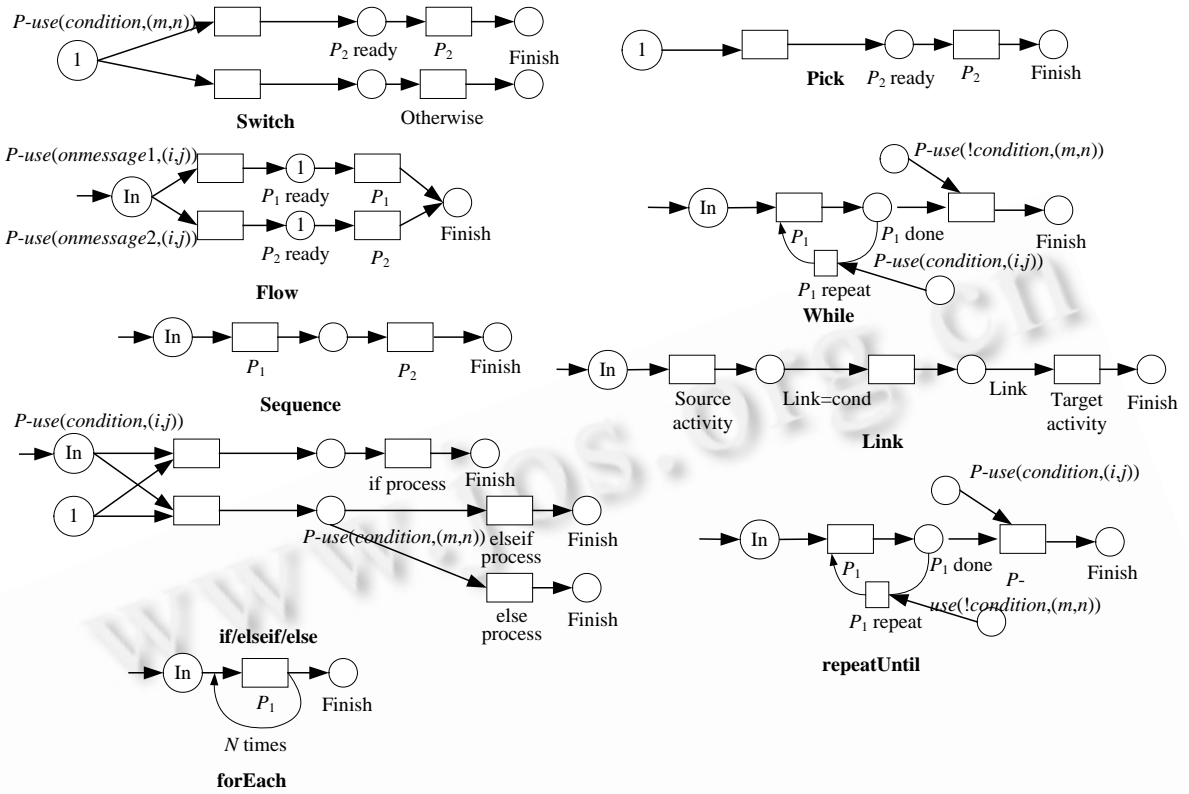 P-use(condition,(m,n))
1
P2 ready
P2
Finish
Otherwise
Switch
1
Pick
P2 ready
P2
Finish
P-use(onmessage1,(i,j))
In
1
P1 ready
P1
P-use(onmessage2,(i,j))
1
P2 ready
P2
Finish
Flow
P-use(!condition,(m,n))
In
P1
P1 done
Finish
P-use(condition,(i,j))
P1 repeat
While
In
P1
P2
Finish
Sequence
In
Source
activity
Link=cond
Link
Target
activity
Finish
Link
P-use(condition,(i,j))
In
if process
Finish
1
P-use(condition,(m,n))
elseif
process
Finish
else
process
Finish
if/elseif/else
P-use(condition,(i,j))
In
P1
P1 done
P-
use(!condition,(m,n))
Finish
P1 repeat
repeatUntil
In
P1
Finish
N times
forEach
www.jos.org.cn